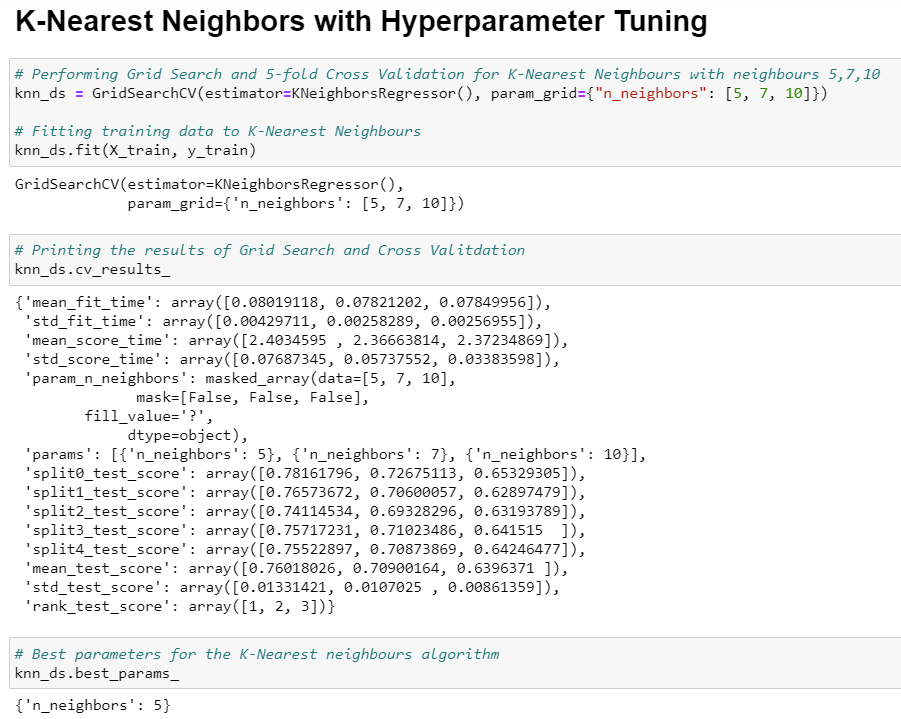 K-Nearest Neighbors with Hyperparameter Tuning
# Performing Grid Search and 5-fold Cross Validation for K-Nearest Neighbours with neighbours 5,7,10
knn_ds = GridSearchCV(estimator=KNeighborsRegressor(), param_grid={"n_neighbors": [5, 7, 10]})
# Fitting training data to K-Nearest Neighbours
knn_ds.fit(X_train, y_train)
GridSearchCV(estimator=KNeighborsRegressor(),
             param_grid={'n_neighbors': [5, 7, 10]})
# Printing the results of Grid Search and Cross Valitdation
knn_ds.cv_results_
{'mean_fit_time': array([0.08019118, 0.07821202, 0.07849956]),
 'std_fit_time': array([0.00429711, 0.00258289, 0.00256955]),
 'mean_score_time': array([2.4034595 , 2.36663814, 2.37234869]),
 'std_score_time': array([0.07687345, 0.05737552, 0.03383598]),
 'param_n_neighbors': masked_array(data=[5, 7, 10],
              mask=[False, False, False],
        fill_value='?',
             dtype=object),
 'params': [{'n_neighbors': 5}, {'n_neighbors': 7}, {'n_neighbors': 10}],
 'split0_test_score': array([0.78161796, 0.72675113, 0.65329305]),
 'split1_test_score': array([0.76573672, 0.70600057, 0.62897479]),
 'split2_test_score': array([0.74114534, 0.69328296, 0.63193789]),
 'split3_test_score': array([0.75717231, 0.71023486, 0.641515  ]),
 'split4_test_score': array([0.75522897, 0.70873869, 0.64246477]),
 'mean_test_score': array([0.76018026, 0.70900164, 0.6396371 ]),
 'std_test_score': array([0.01331421, 0.0107025 , 0.00861359]),
 'rank_test_score': array([1, 2, 3])}
# Best parameters for the K-Nearest neighbours algorithm
knn_ds.best_params_
{'n_neighbors': 5}